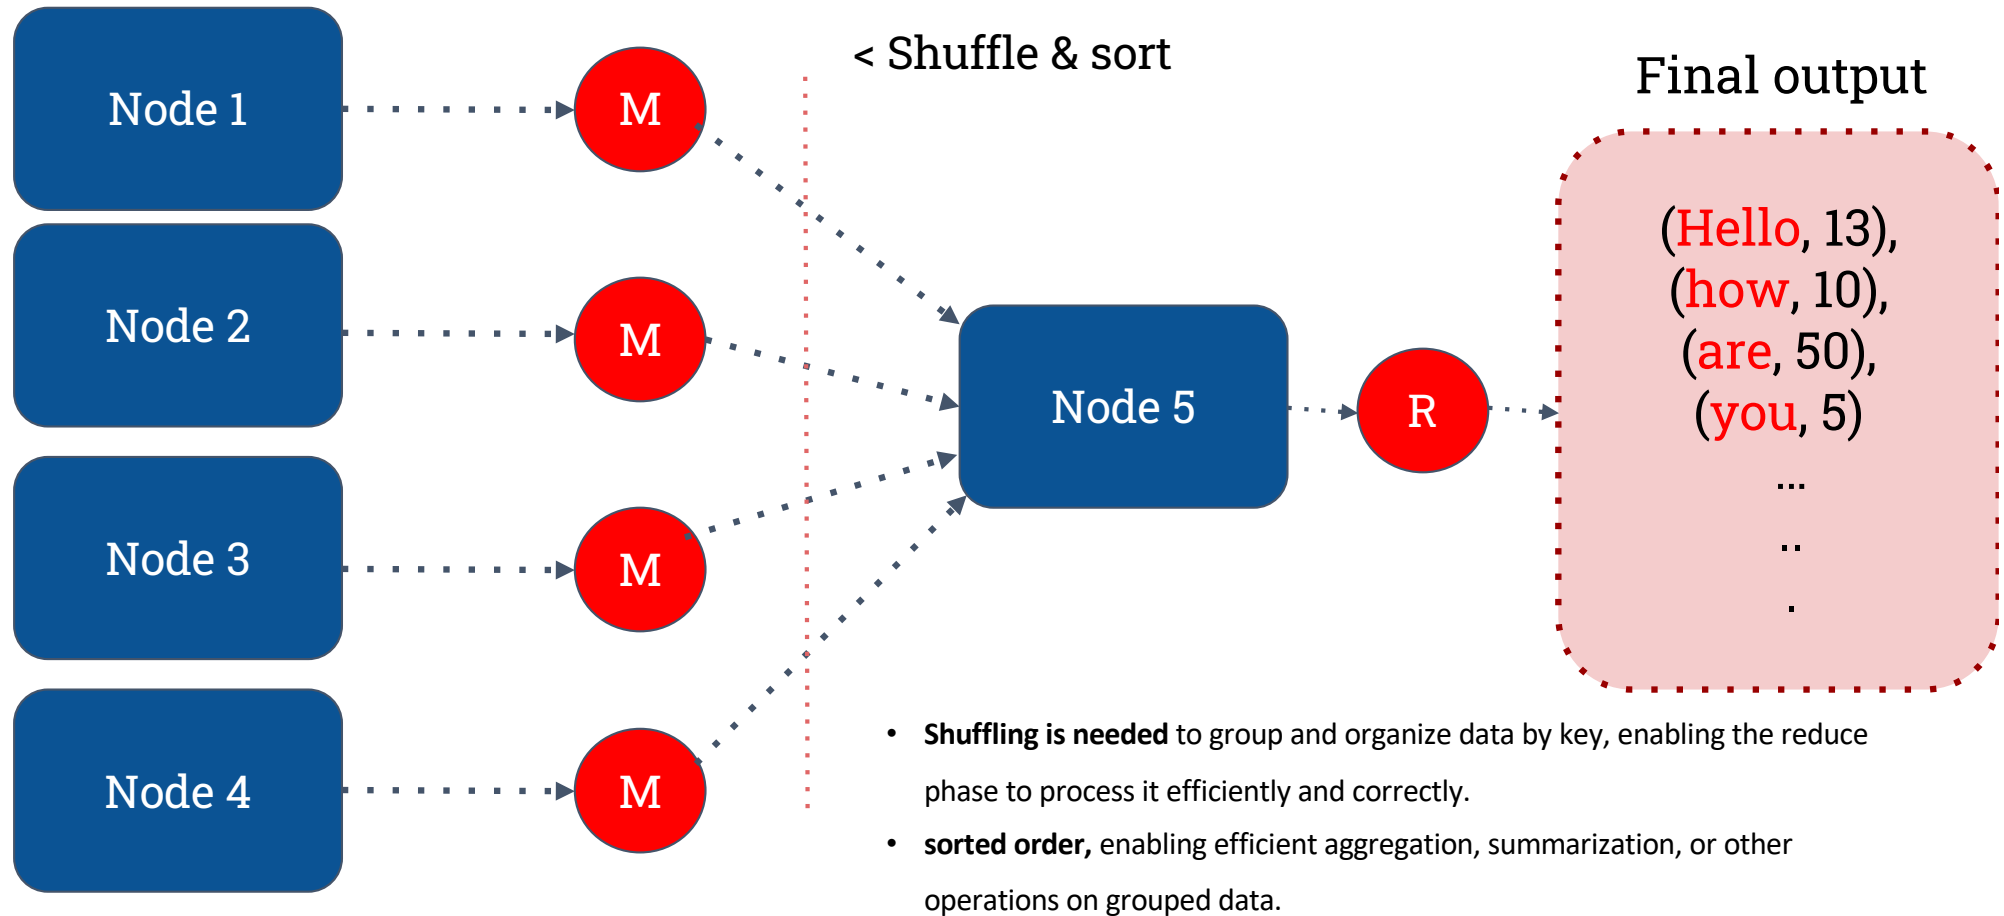 Node 1
M
< Shuffle & sort
Final output
Node 2
M
Node 3
M
Node 4
M
Node 5
R
(Hello, 13),
(how, 10),
(are, 50),
(you, 5)
...
..
.
• Shuffling is needed to group and organize data by key, enabling the reduce
phase to process it efficiently and correctly.
• sorted order, enabling efficient aggregation, summarization, or other
operations on grouped data.